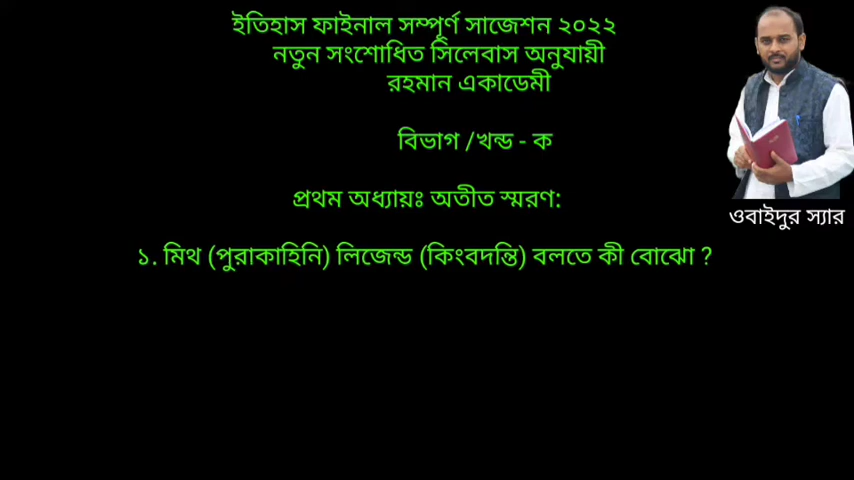 ইতিহাস ফাইনাল সম্পূর্ণ সাজেশন ২০২২
নতুন সংশোধিত সিলেবাস অনুযায়ী
রহমান একাডেমী
বিভাগ /খন্ড - ক
প্রথম অধ্যায়ঃ অতীত স্মরণ:
১. মিথ (পুরাকাহিনি) লিজেন্ড (কিংবদন্তি) বলতে কী বোঝো ?
ওবাইদুর স্যার